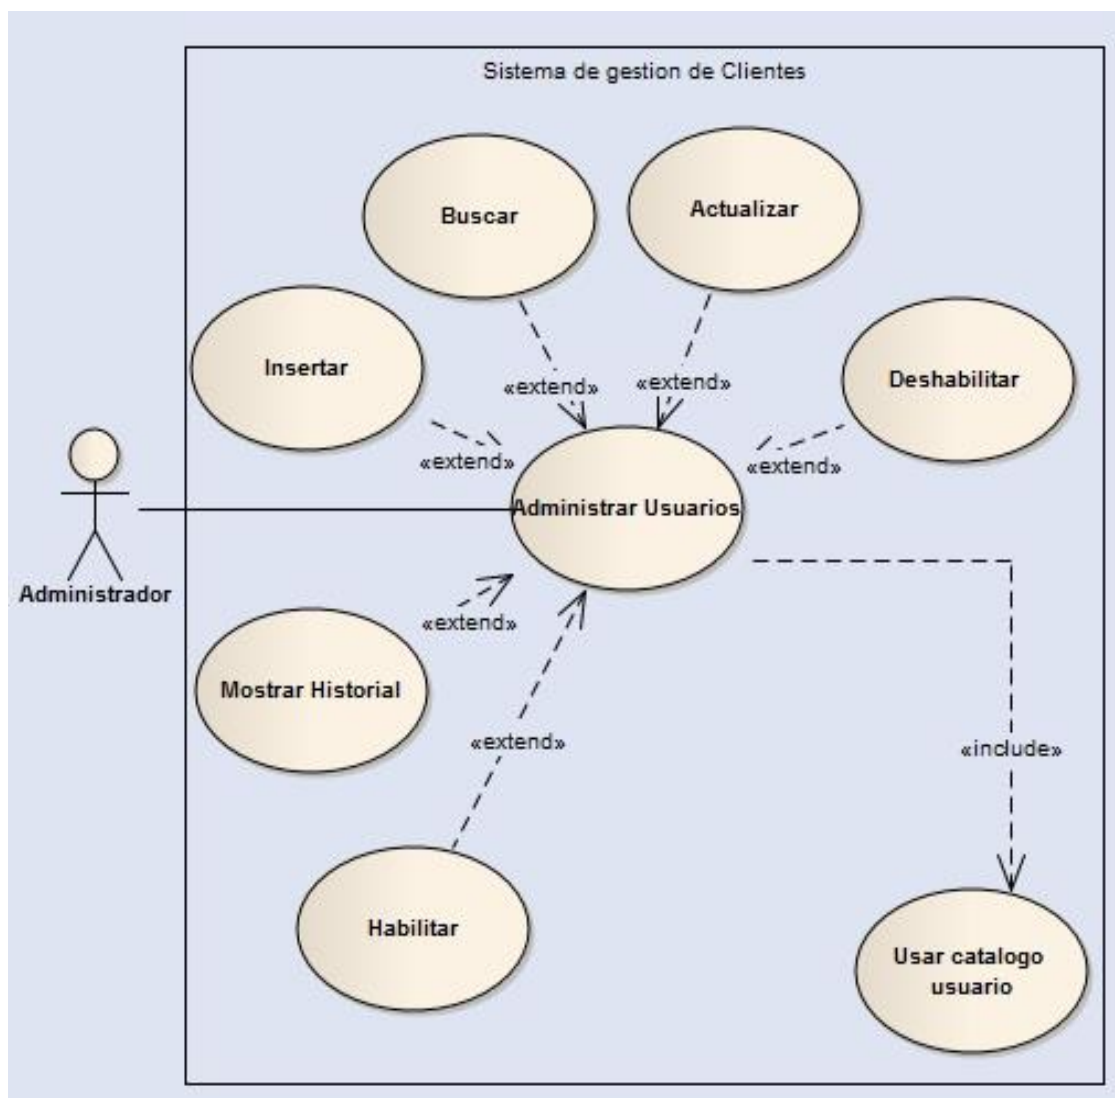 Sistema de gestion de Clientes
Buscar
Actualizar
Insertar
Deshabilitar
«extend»
«extend»
«extend»
«extend»
Administrar Usuarios
Administrador
«extend»
Mostrar Historial
«extend»
«include»
Habilitar
Usar catalogo
usuario